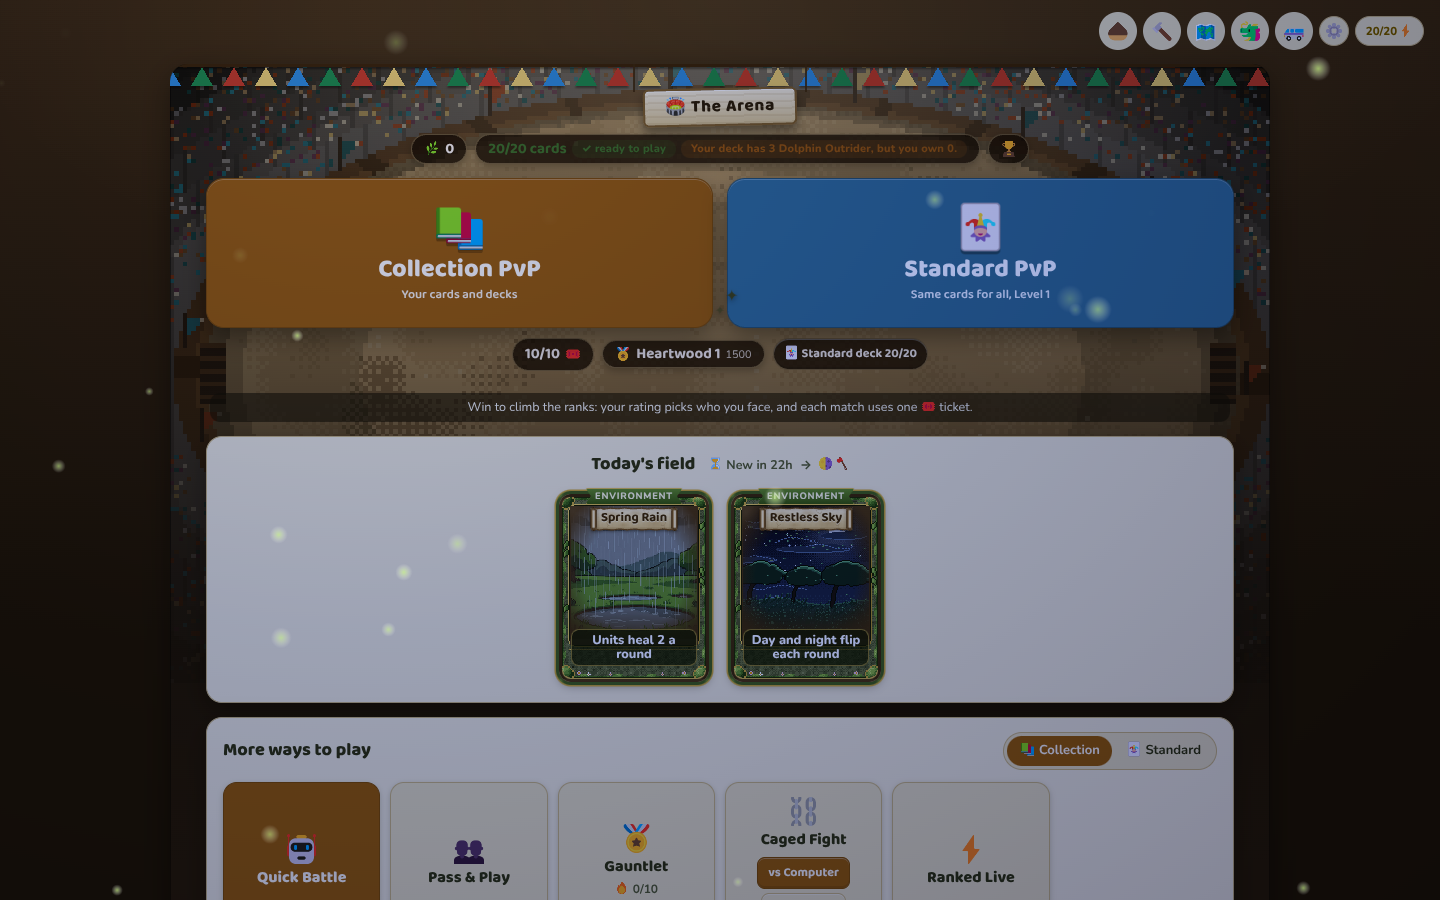 20/20
The Arena
0
20/20 cards
✓ ready to play
Your deck has 3 Dolphin Outrider, but you own 0.
Collection PvP
Your cards and decks
Standard PvP
Same cards for all, Level 1
10/10
Heartwood 1 1500
Standard deck 20/20
Win to climb the ranks: your rating picks who you face, and each match uses one ticket.
Today's field
New in 22h →
ENVIRONMENT
Spring Rain
Units heal 2 a
round
ENVIRONMENT
Restless Sky
Day and night flip
each round
More ways to play
Collection
Standard
Quick Battle
Pass & Play
Gauntlet
0/10
Caged Fight
vs Computer
Ranked Live